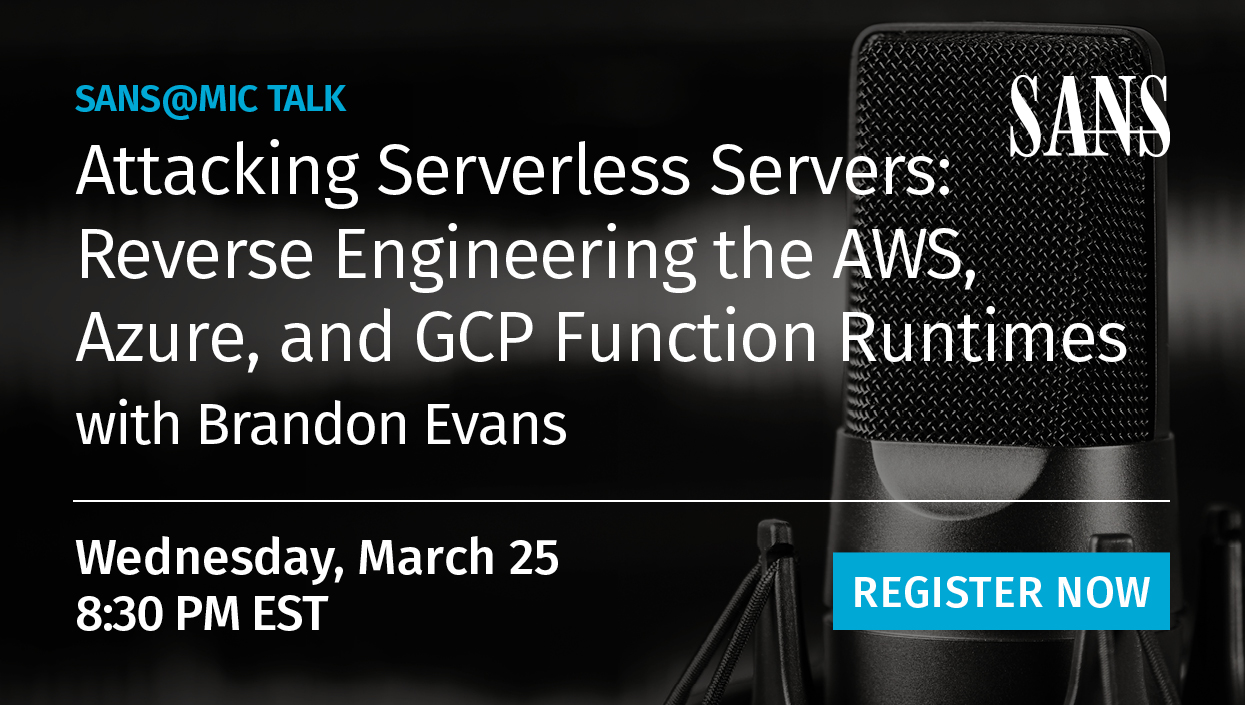 SANS@MIC TALK
SANS
Attacking Serverless Servers:
Reverse Engineering the AWS,
Azure, and GCP Function Runtimes
with Brandon Evans
Wednesday, March 25
8:30 PM EST
REGISTER NOW